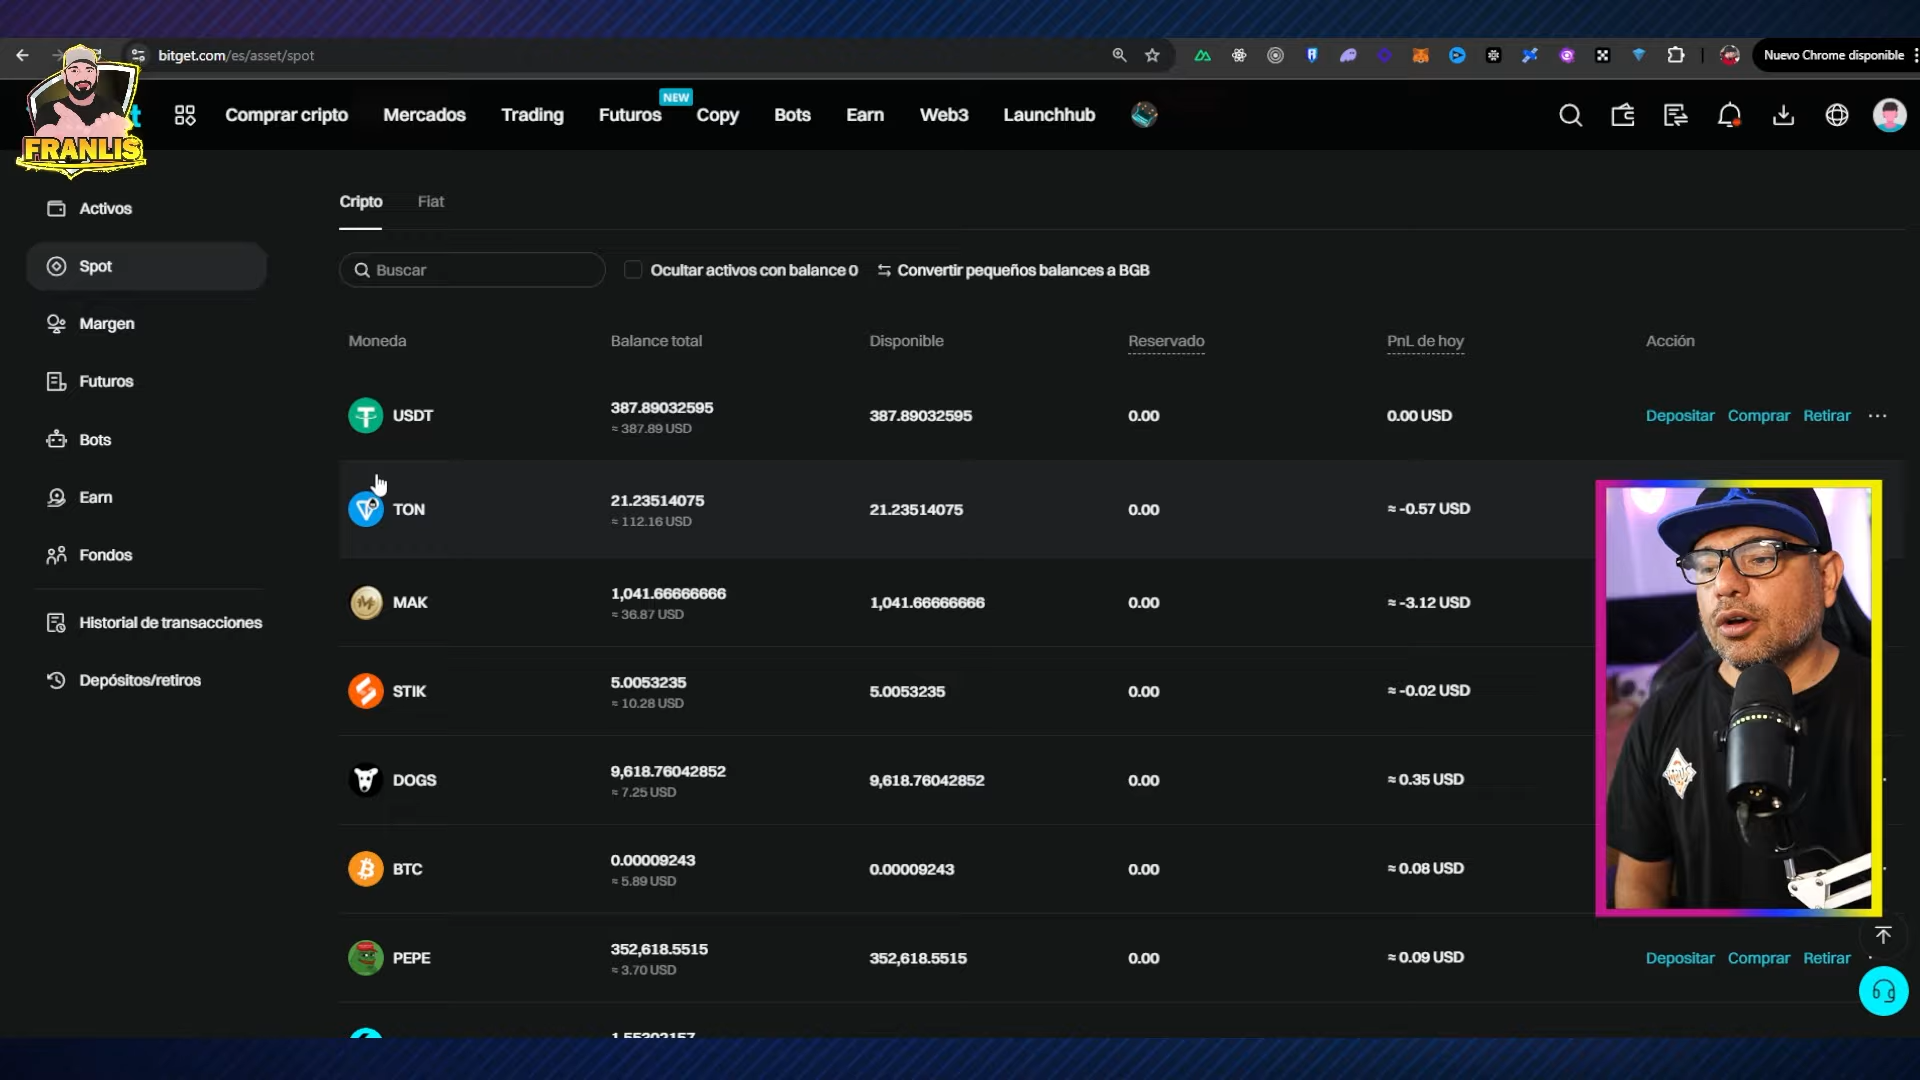 bitget.com/es/asset/spot
Nuevo Chrome disponible
FRANLIS
Comprar cripto
Mercados
Trading
Futuros
NEW
Copy
Bots
Earn
Web3
Launchhub
Activos
Spot
Margen
Futuros
Bots
Earn
Fondos
Historial de transacciones
Depósitos/retiros
Cripto
Fiat
Buscar
Ocultar activos con balance 0
Convertir pequeños balances a BGB
Moneda Balance total Disponible Reservado PnL de hoy Acción
USDT 387.89032595 387.89032595 0.00 0.00 USD Depositar Comprar Retirar
≈ 387.89 USD
TON 21.23514075 21.23514075 0.00 ≈ -0.57 USD
≈ 112.16 USD
MAK 1,041.66666666 1,041.66666666 0.00 ≈ -3.12 USD
≈ 36.87 USD
STIK 5.0053235 5.0053235 0.00 ≈ -0.02 USD
≈ 10.28 USD
DOGS 9,618.76042852 9,618.76042852 0.00 ≈ 0.35 USD
≈ 7.25 USD
BTC 0.00009243 0.00009243 0.00 ≈ 0.08 USD
≈ 5.89 USD
PEPE 352,618.5515 352,618.5515 0.00 ≈ 0.09 USD Depositar Comprar Retirar
≈ 3.70 USD